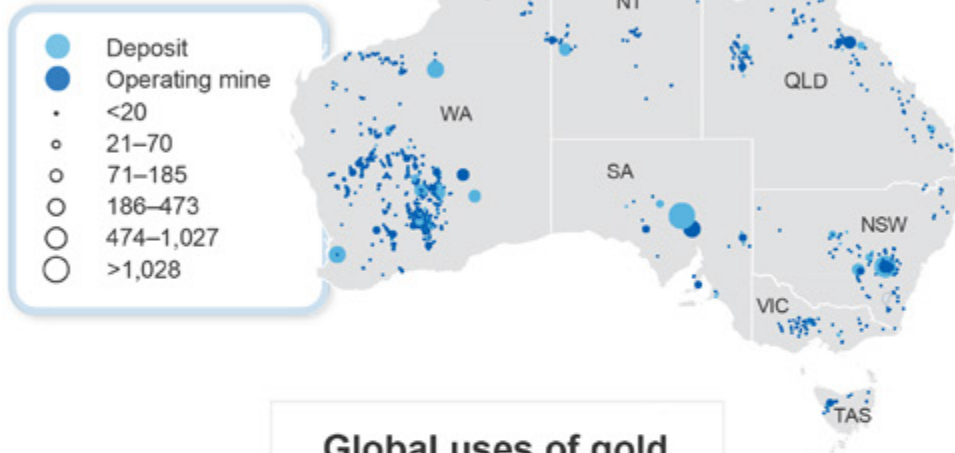 NT
Deposit
Operating mine
<20
21–70
71–185
186–473
474–1,027
>1,028
WA
QLD
SA
NSW
VIC
TAS
Global uses of gold